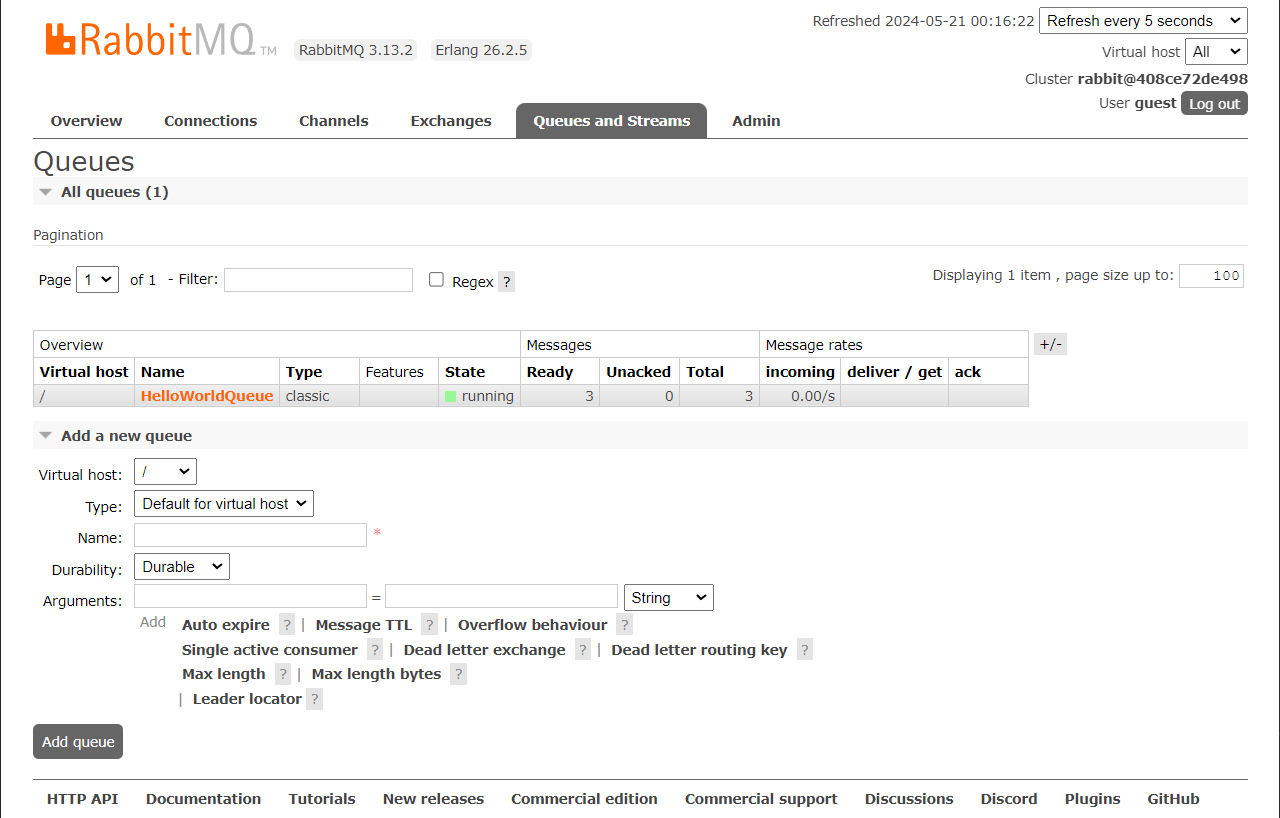 RabbitMQ TM RabbitMQ 3.13.2 Erlang 26.2.5
Refreshed 2024-05-21 00:16:22 Refresh every 5 seconds
Virtual host All
Cluster rabbit@408ce72de498
User guest Log out
Overview Connections Channels Exchanges Queues and Streams Admin
Queues
All queues (1)
Pagination
Page 1 of 1 - Filter: Regex ? Displaying 1 item , page size up to: 100
Overview Messages Message rates +/-
Virtual host Name Type Features State Ready Unacked Total incoming deliver / get ack
/ HelloWorldQueue classic running 3 0 3 0.00/s
Add a new queue
Virtual host: /
Type: Default for virtual host
Name: *
Durability: Durable
Arguments: = String
Add Auto expire ? | Message TTL ? | Overflow behaviour ?
Single active consumer ? | Dead letter exchange ? | Dead letter routing key ?
Max length ? | Max length bytes ?
| Leader locator ?
Add queue
HTTP API Documentation Tutorials New releases Commercial edition Commercial support Discussions Discord Plugins GitHub